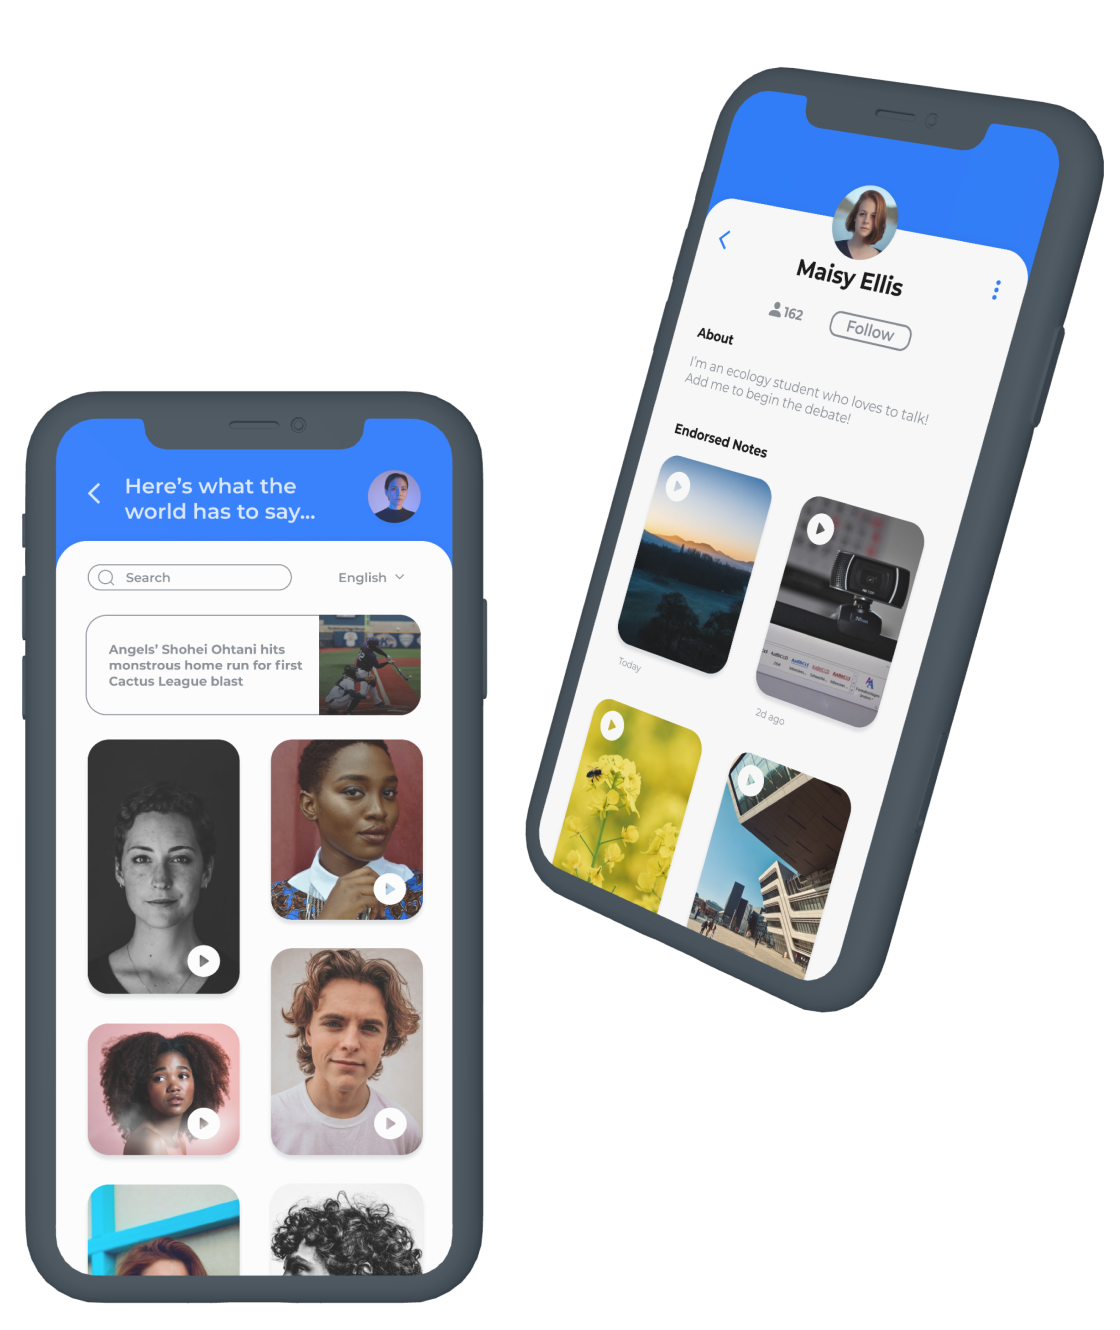 Here's what the
world has to say...
Search
English
Angels' Shohei Ohtani hits
monstrous home run for first
Cactus League blast
Maisy Ellis
162
Follow
About
I'm an ecology student who loves to talk!
Add me to begin the debate!
Endorsed Notes
Today
2d ago